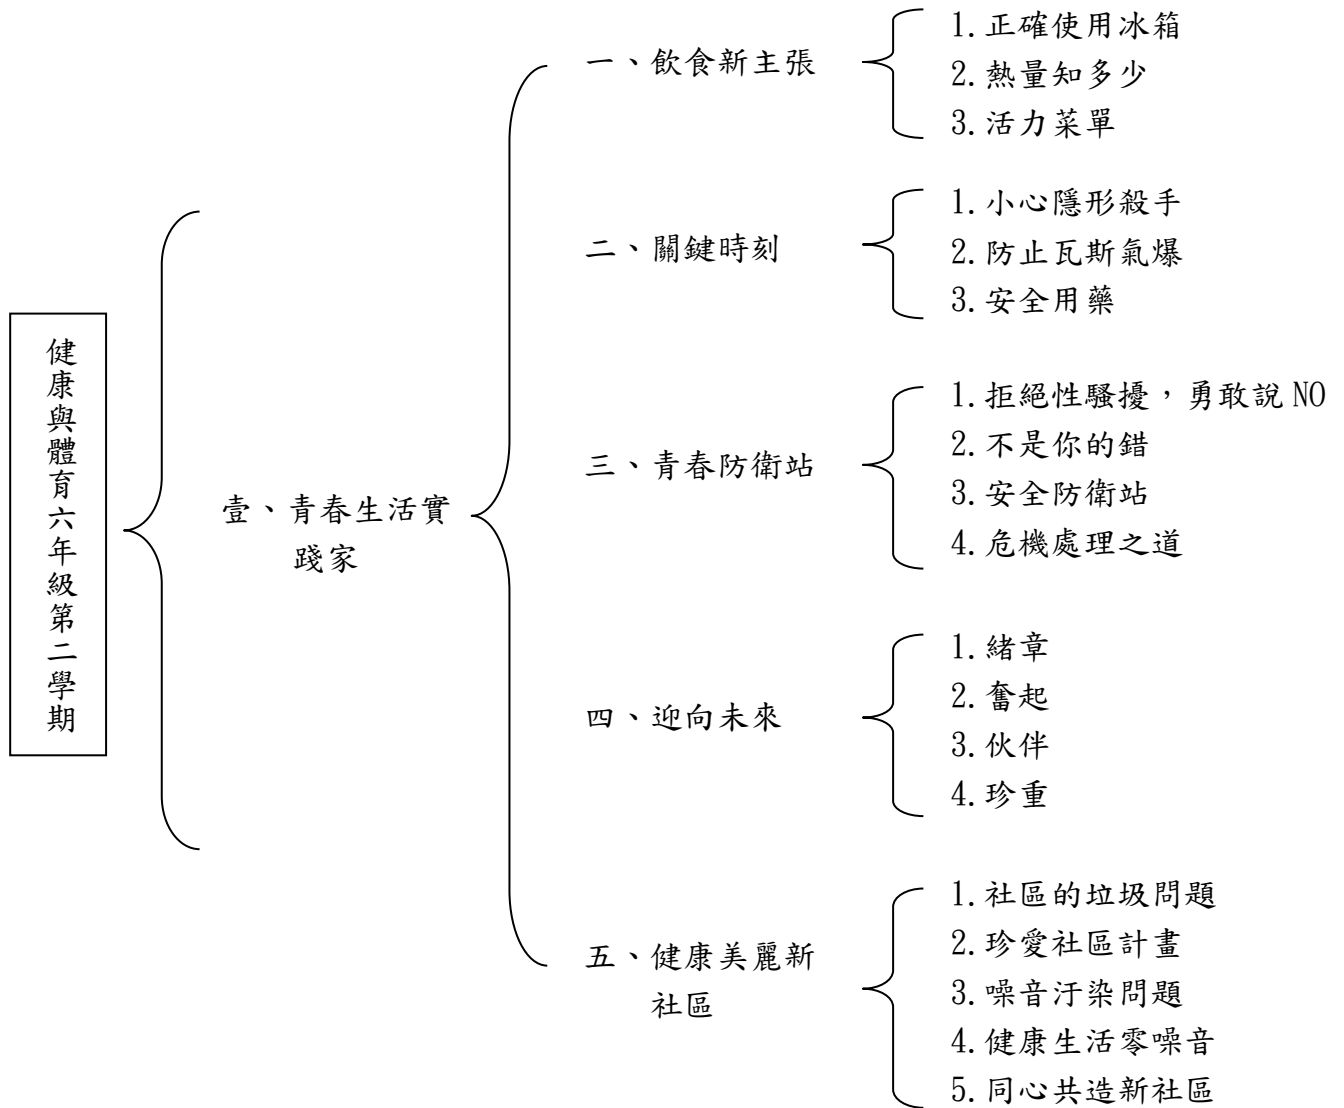 健康與體育六年級第二學期
壹、青春生活實
踐家
一、飲食新主張
1.正確使用冰箱
2.熱量知多少
3.活力菜單
二、關鍵時刻
1.小心隱形殺手
2.防止瓦斯氣爆
3.安全用藥
三、青春防衛站
1.拒絕性騷擾，勇敢說 NO
2.不是你的錯
3.安全防衛站
4.危機處理之道
四、迎向未來
1.緒章
2.奮起
3.伙伴
4.珍重
五、健康美麗新
社區
1.社區的垃圾問題
2.珍愛社區計畫
3.噪音汙染問題
4.健康生活零噪音
5.同心共造新社區